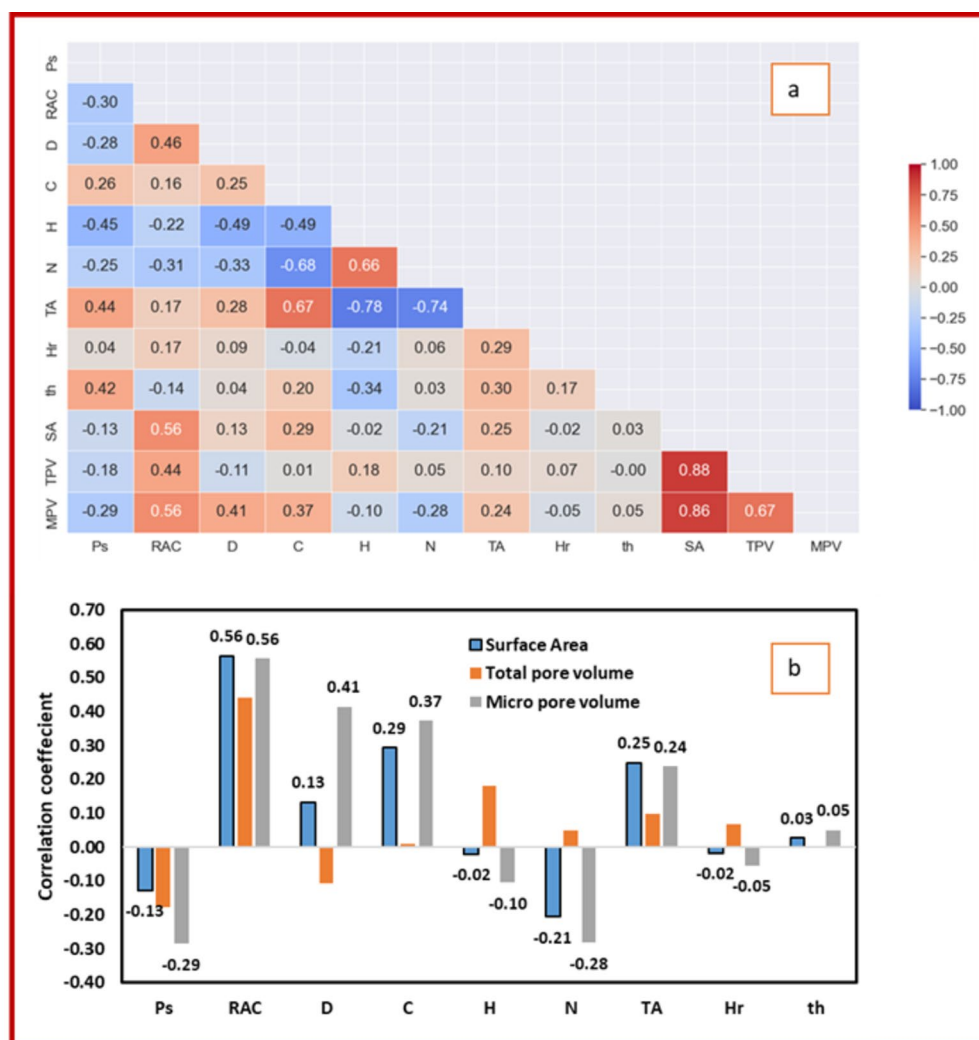 a
Ps
RAC -0.30
D -0.28 0.46
C 0.26 0.16 0.25
H -0.45 -0.22 -0.49 -0.49
N -0.25 -0.31 -0.33 -0.68 0.66
TA 0.44 0.17 0.28 0.67 -0.78 -0.74
Hr 0.04 0.17 0.09 -0.04 -0.21 0.06 0.29
th 0.42 -0.14 0.04 0.20 -0.34 0.03 0.30 0.17
SA -0.13 0.56 0.13 0.29 -0.02 -0.21 0.25 -0.02 0.03
TPV -0.18 0.44 -0.11 0.01 0.18 0.05 0.10 0.07 -0.00 0.88
MPV -0.29 0.56 0.41 0.37 -0.10 -0.28 0.24 -0.05 0.05 0.86 0.67
Ps RAC D C H N TA Hr th SA TPV MPV
1.00
0.75
0.50
0.25
0.00
−0.25
−0.50
−0.75
−1.00
b
Correlation coeffecient
0.70
0.60
0.50
0.40
0.30
0.20
0.10
0.00
-0.10
-0.20
-0.30
-0.40
Surface Area
Total pore volume
Micro pore volume
-0.13 -0.29
0.56 0.56
0.13 0.41
0.29 0.37
-0.02 -0.10
-0.21 -0.28
0.25 0.24
-0.02 -0.05
0.03 0.05
Ps RAC D C H N TA Hr th